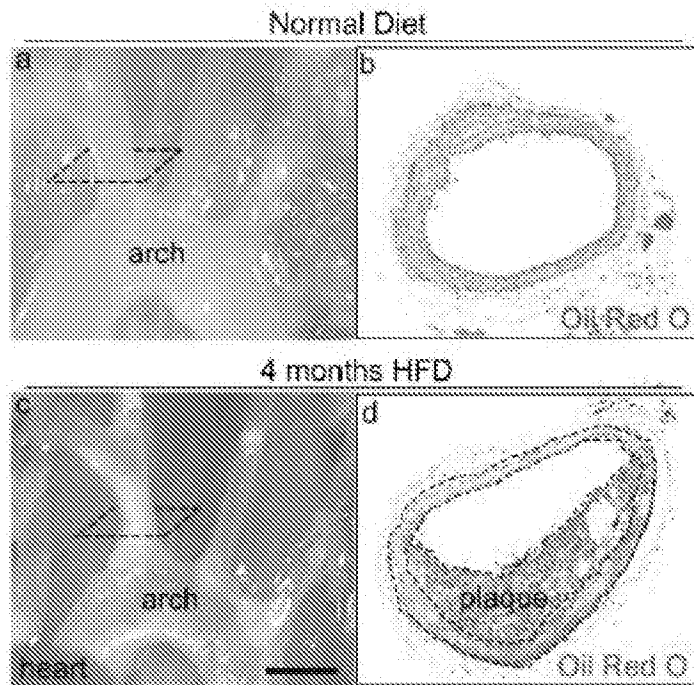 Normal Diet
a
b
arch
Oil Red O
4 months HFD
c
d
arch
plaque
heart
Oil Red O